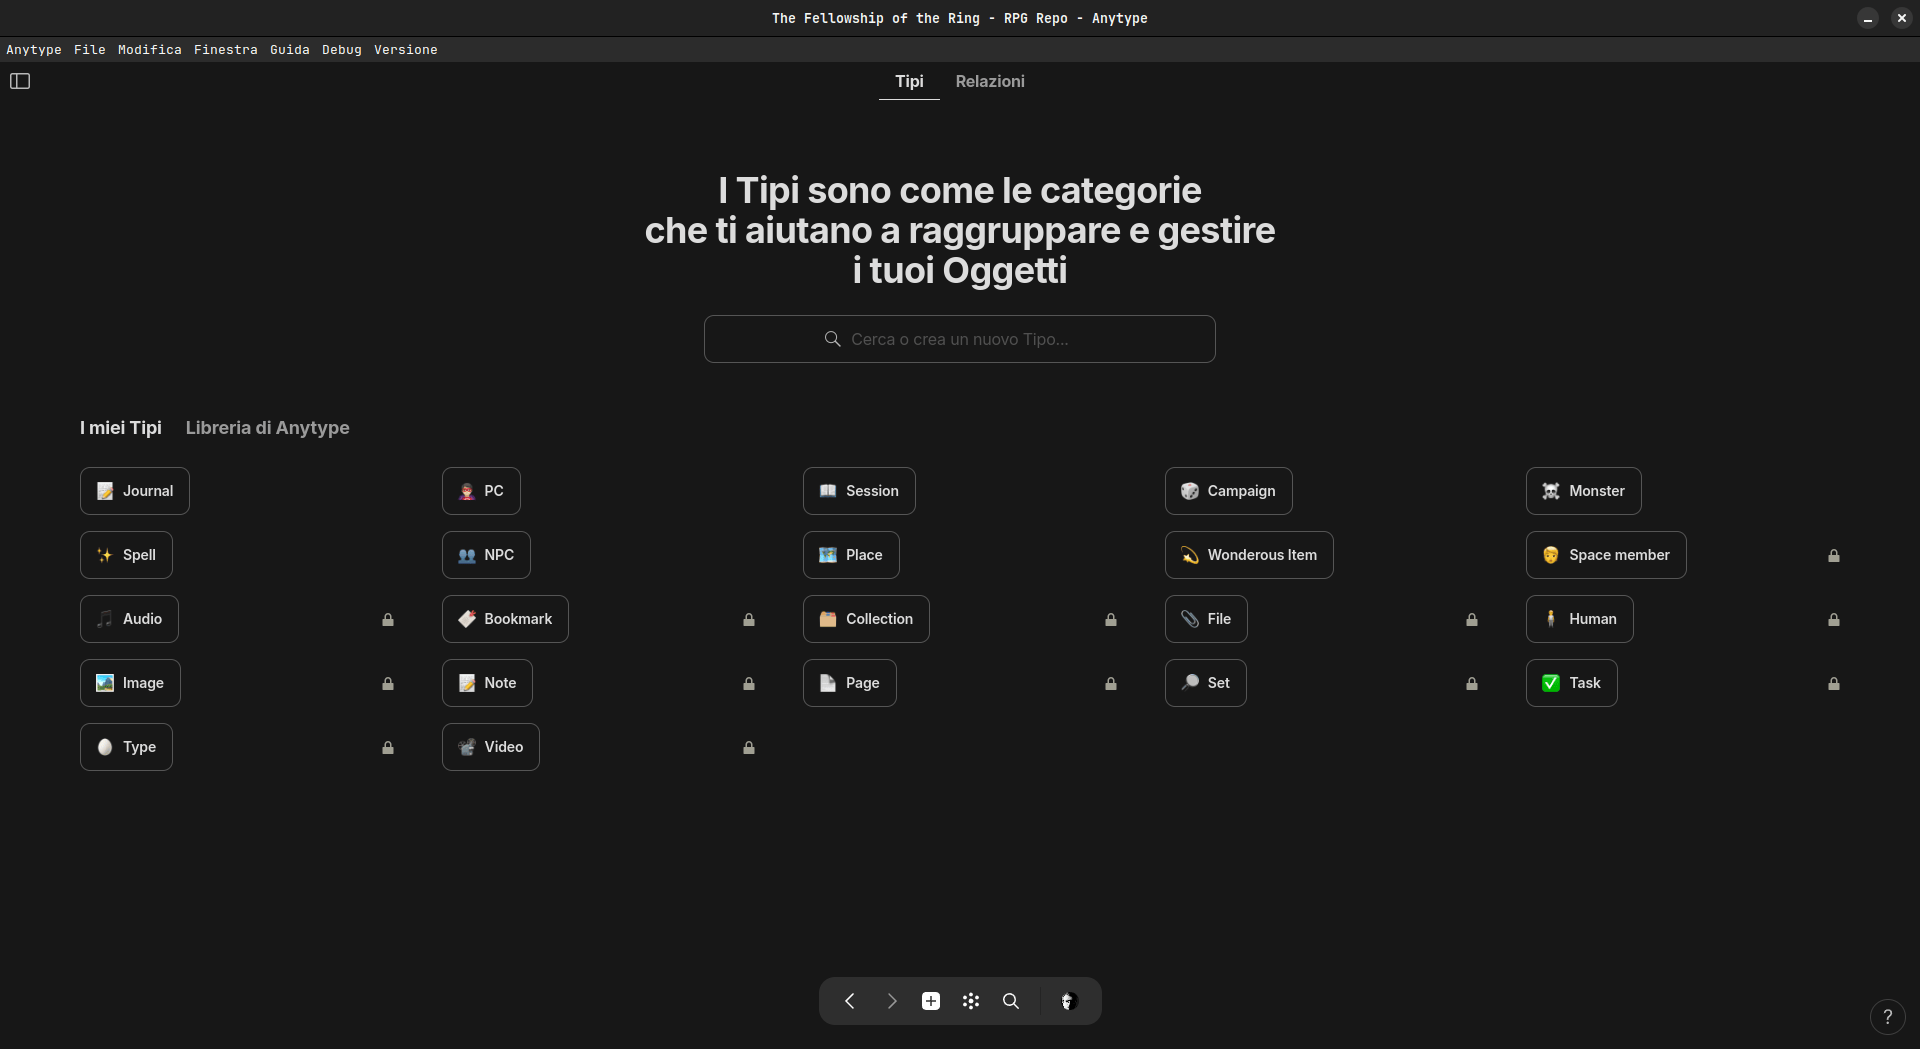 The Fellowship of the Ring - RPG Repo - Anytype
Anytype File Modifica Finestra Guida Debug Versione
Tipi Relazioni
I Tipi sono come le categorie
che ti aiutano a raggruppare e gestire
i tuoi Oggetti
Cerca o crea un nuovo Tipo...
I miei Tipi Libreria di Anytype
Journal PC Session Campaign Monster
Spell NPC Place Wonderous Item Space member
Audio Bookmark Collection File Human
Image Note Page Set Task
Type Video
?